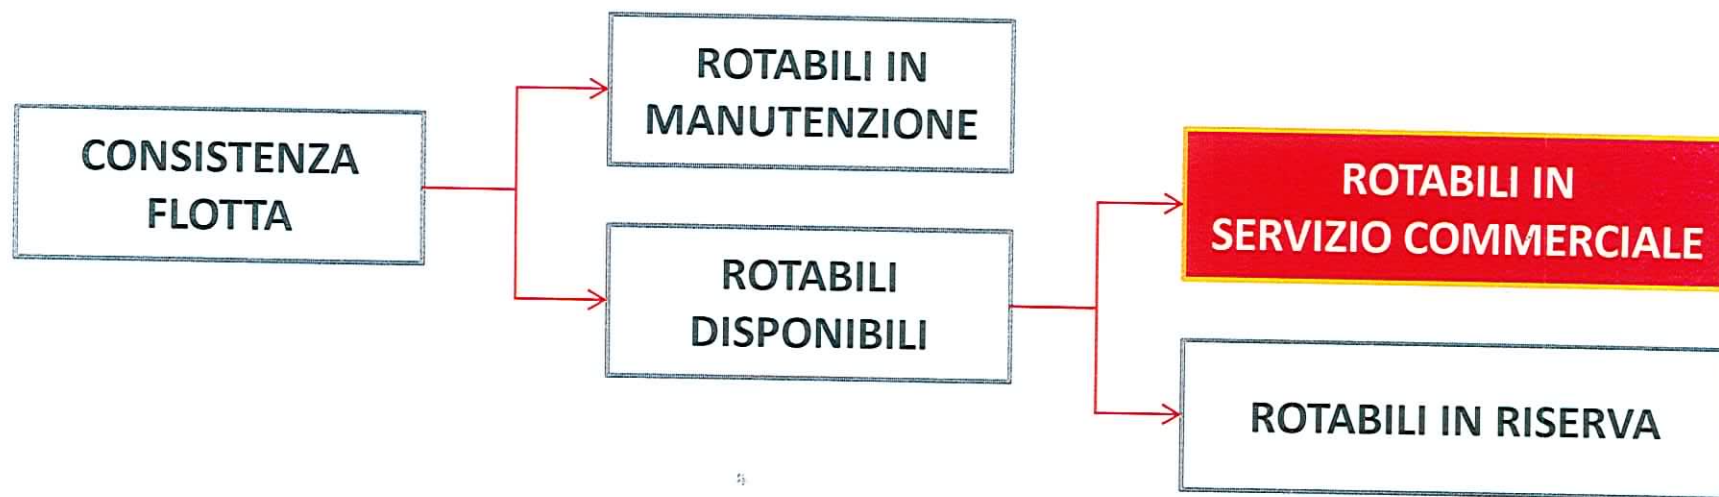 CONSISTENZA
FLOTTA
ROTABILI IN
MANUTENZIONE
ROTABILI
DISPONIBILI
ROTABILI IN
SERVIZIO COMMERCIALE
ROTABILI IN RISERVA